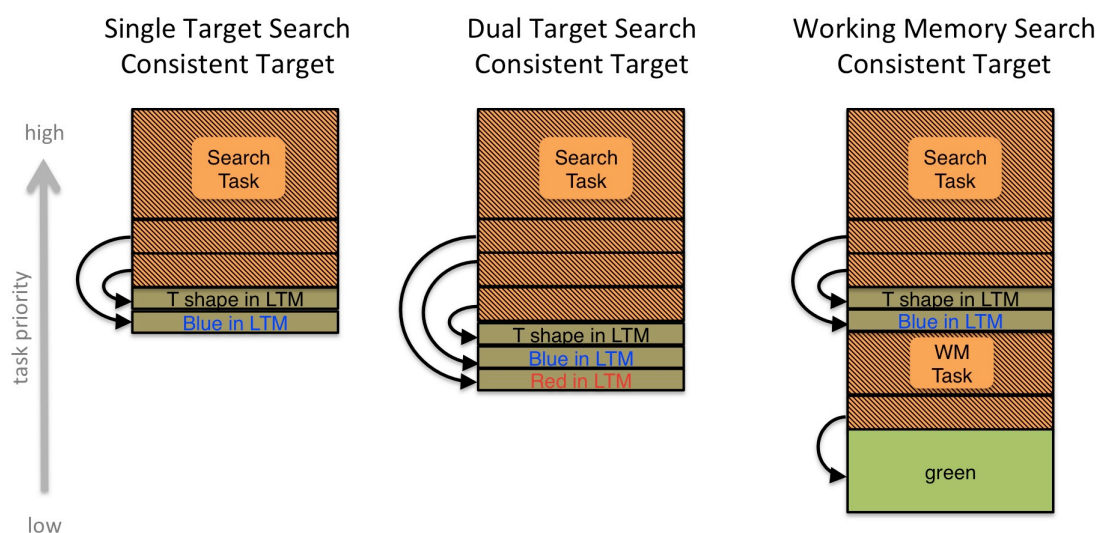 Single Target Search
Consistent Target
Dual Target Search
Consistent Target
Working Memory Search
Consistent Target
high
task priority
low
Search
Task
T shape in LTM
Blue in LTM
Search
Task
T shape in LTM
Blue in LTM
Red in LTM
Search
Task
T shape in LTM
Blue in LTM
WM
Task
green